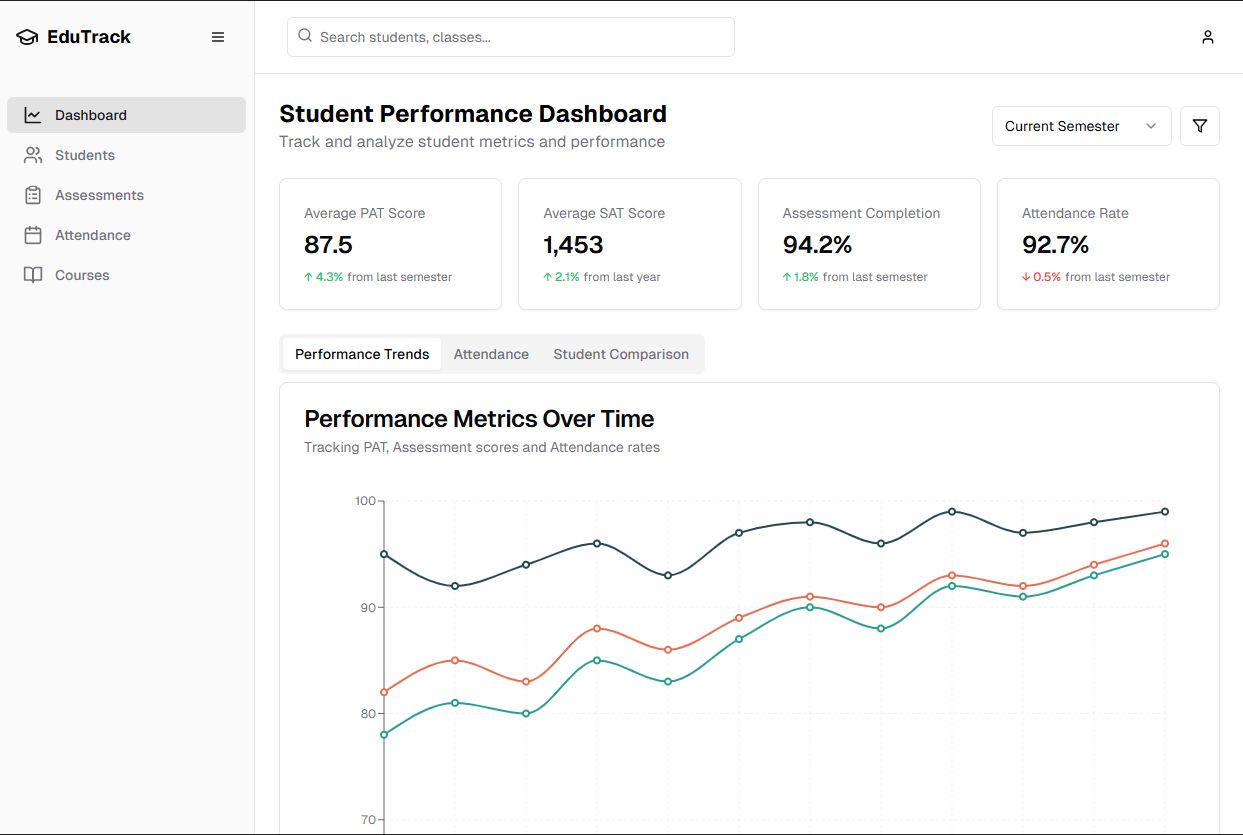 EduTrack
Search students, classes...
Dashboard
Students
Assessments
Attendance
Courses
Student Performance Dashboard
Track and analyze student metrics and performance
Current Semester
Average PAT Score
87.5
↑ 4.3% from last semester
Average SAT Score
1,453
↑ 2.1% from last year
Assessment Completion
94.2%
↑ 1.8% from last semester
Attendance Rate
92.7%
↓ 0.5% from last semester
Performance Trends Attendance Student Comparison
Performance Metrics Over Time
Tracking PAT, Assessment scores and Attendance rates
100
90
80
70